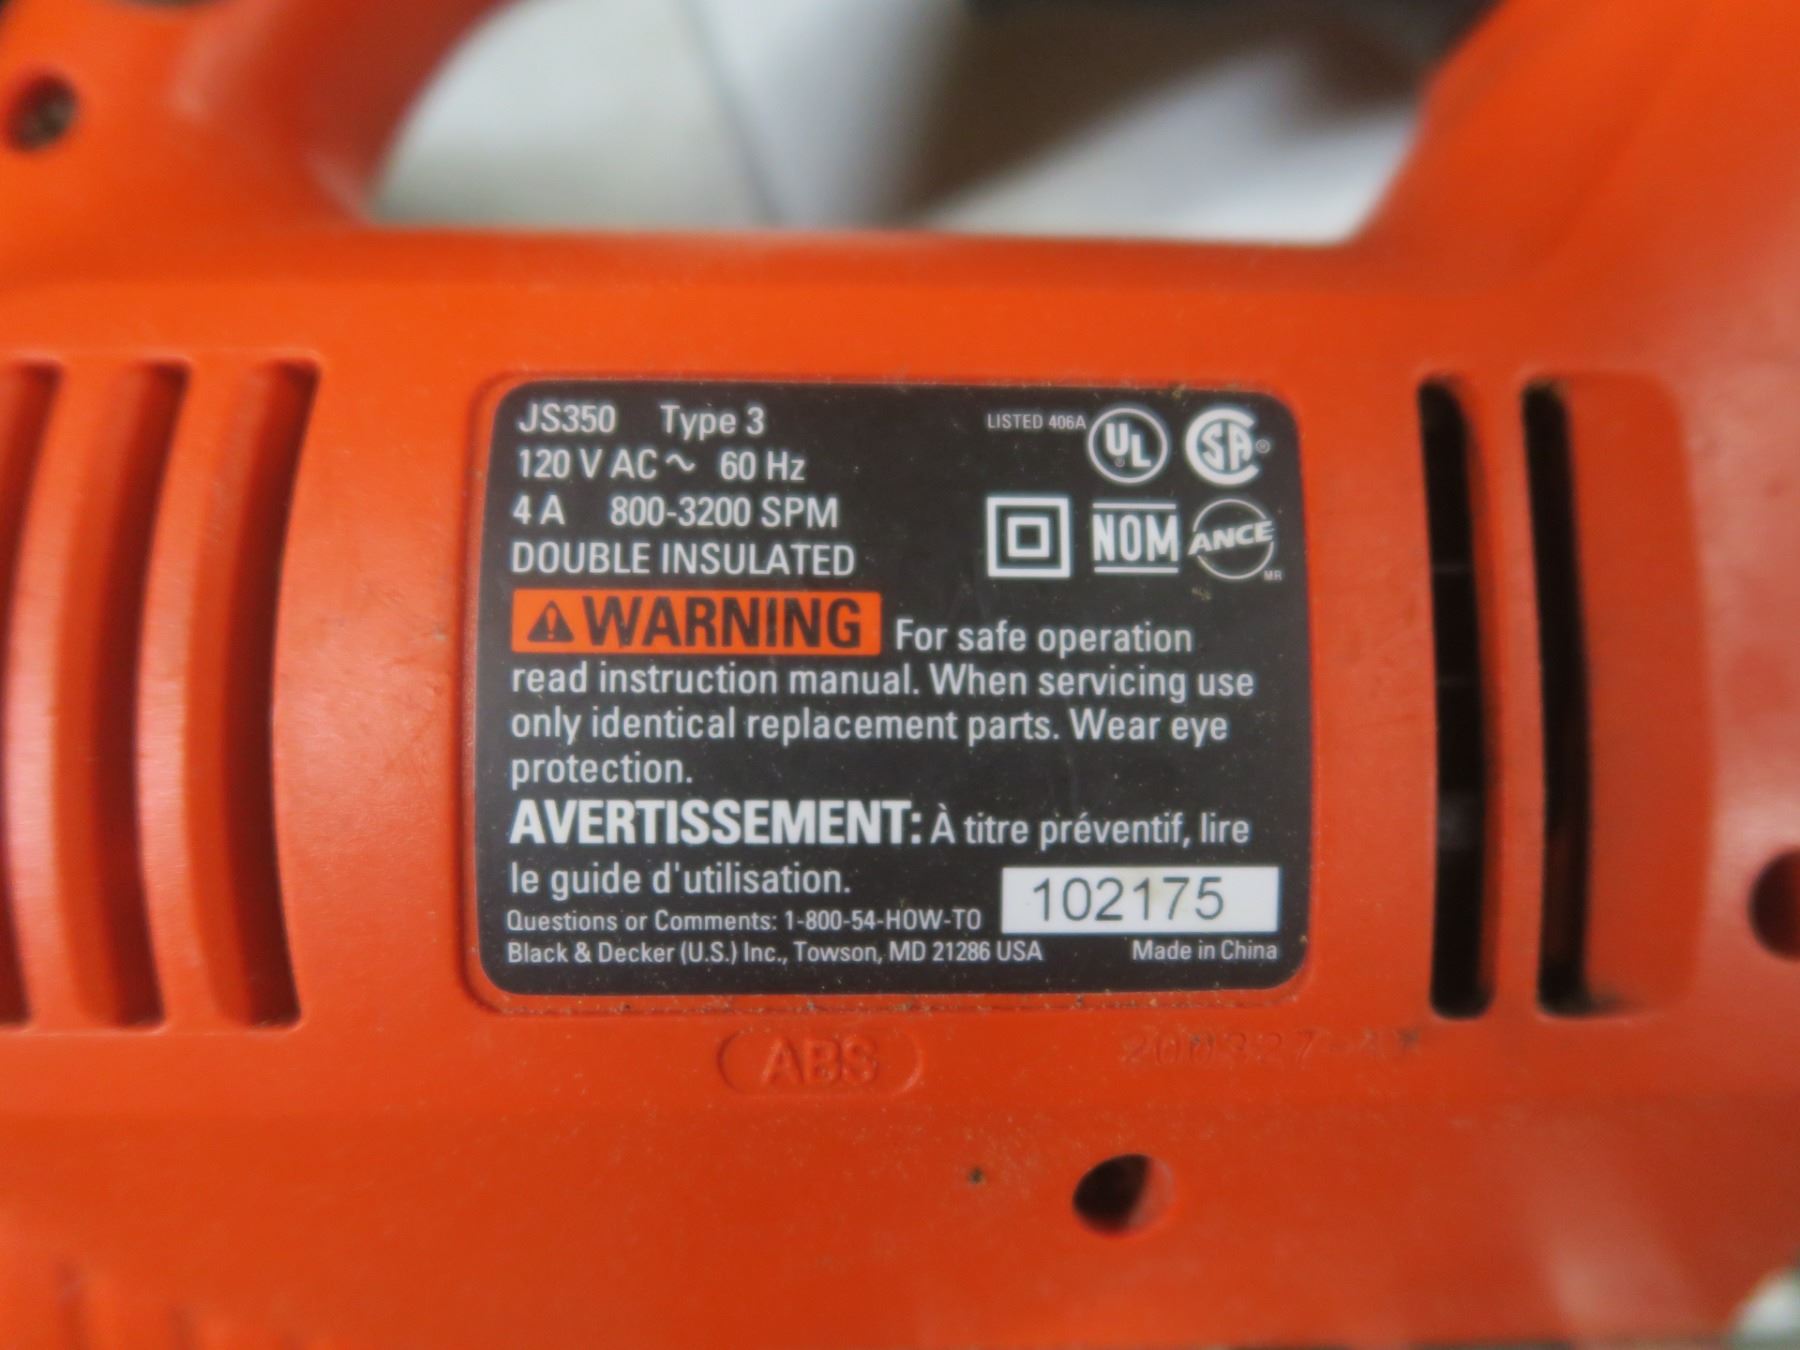 JS350 Type 3
LISTED 406A UL SA ®
120 V AC ~ 60 Hz
4 A 800-3200 SPM
NOM ANCE MR
DOUBLE INSULATED
WARNING For safe operation
read instruction manual. When servicing use
only identical replacement parts. Wear eye
protection.
AVERTISSEMENT: À titre préventif, lire
le guide d'utilisation.
102175
Questions or Comments: 1-800-54-HOW-TO
Black & Decker (U.S.) Inc., Towson, MD 21286 USA Made in China
ABS